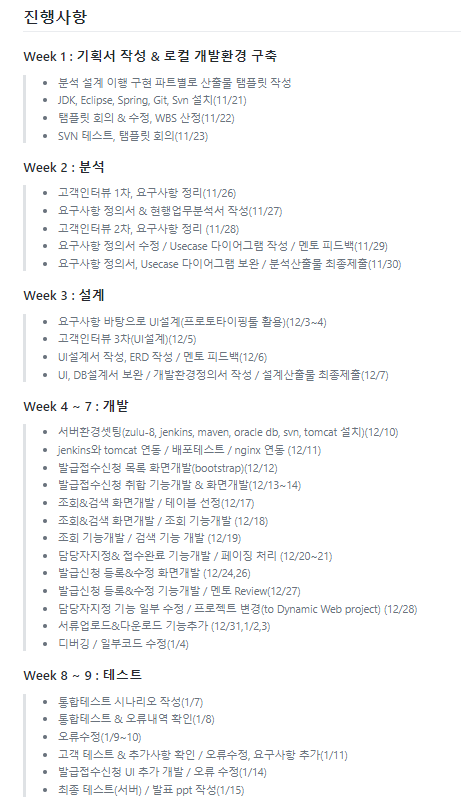 진행사항
Week 1 : 기획서 작성 & 로컬 개발환경 구축
분석 설계 이행 구현 파트별로 산출물 탬플릿 작성
JDK, Eclipse, Spring, Git, Svn 설치(11/21)
탬플릿 회의 & 수정, WBS 산정(11/22)
SVN 테스트, 탬플릿 회의(11/23)
Week 2 : 분석
고객인터뷰 1차, 요구사항 정리(11/26)
요구사항 정의서 & 현행업무분석서 작성(11/27)
고객인터뷰 2차, 요구사항 정리 (11/28)
요구사항 정의서 수정 / Usecase 다이어그램 작성 / 멘토 피드백(11/29)
요구사항 정의서, Usecase 다이어그램 보완 / 분석산출물 최종제출(11/30)
Week 3 : 설계
요구사항 바탕으로 UI설계(프로토타이핑툴 활용)(12/3~4)
고객인터뷰 3차(UI설계)(12/5)
UI설계서 작성, ERD 작성 / 멘토 피드백(12/6)
UI, DB설계서 보완 / 개발환경정의서 작성 / 설계산출물 최종제출(12/7)
Week 4 ~ 7 : 개발
서버환경셋팅(zulu-8, jenkins, maven, oracle db, svn, tomcat 설치)(12/10)
jenkins와 tomcat 연동 / 배포테스트 / nginx 연동 (12/11)
발급접수신청 목록 화면개발(bootstrap)(12/12)
발급접수신청 취합 기능개발 & 화면개발(12/13~14)
조회&검색 화면개발 / 테이블 선정(12/17)
조회&검색 화면개발 / 조회 기능개발 (12/18)
조회 기능개발 / 검색 기능 개발 (12/19)
담당자지정& 접수완료 기능개발 / 페이징 처리 (12/20~21)
발급신청 등록&수정 화면개발 (12/24,26)
발급신청 등록&수정 기능개발 / 멘토 Review(12/27)
담당자지정 기능 일부 수정 / 프로젝트 변경(to Dynamic Web project) (12/28)
서류업로드&다운로드 기능추가 (12/31,1/2,3)
디버깅 / 일부코드 수정(1/4)
Week 8 ~ 9 : 테스트
통합테스트 시나리오 작성(1/7)
통합테스트 & 오류내역 확인(1/8)
오류수정(1/9~10)
고객 테스트 & 추가사항 확인 / 오류수정, 요구사항 추가(1/11)
발급접수신청 UI 추가 개발 / 오류 수정(1/14)
최종 테스트(서버) / 발표 ppt 작성(1/15)